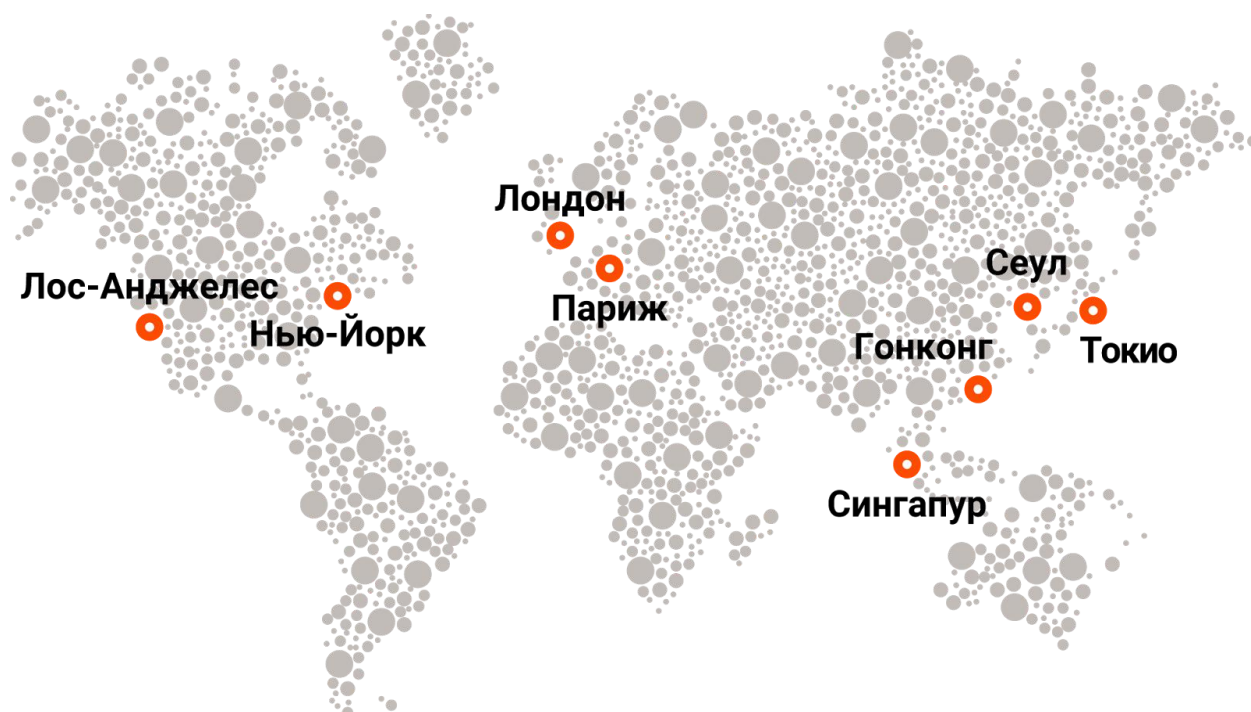 Лондон
Сеул
Лос-Анджелес
Париж
Нью-Йорк
Гонконг
Токио
Сингапур